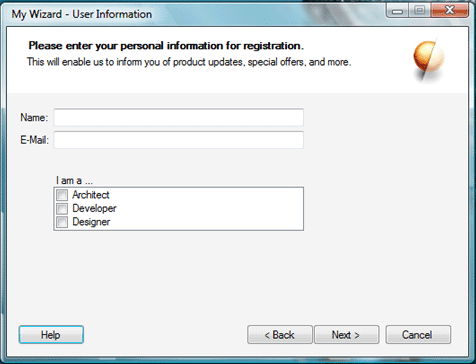 My Wizard - User Information
Please enter your personal information for registration.
This will enable us to inform you of product updates, special offers, and more.
Name:
E-Mail:
I am a ...
Architect
Developer
Designer
Help
< Back
Next >
Cancel